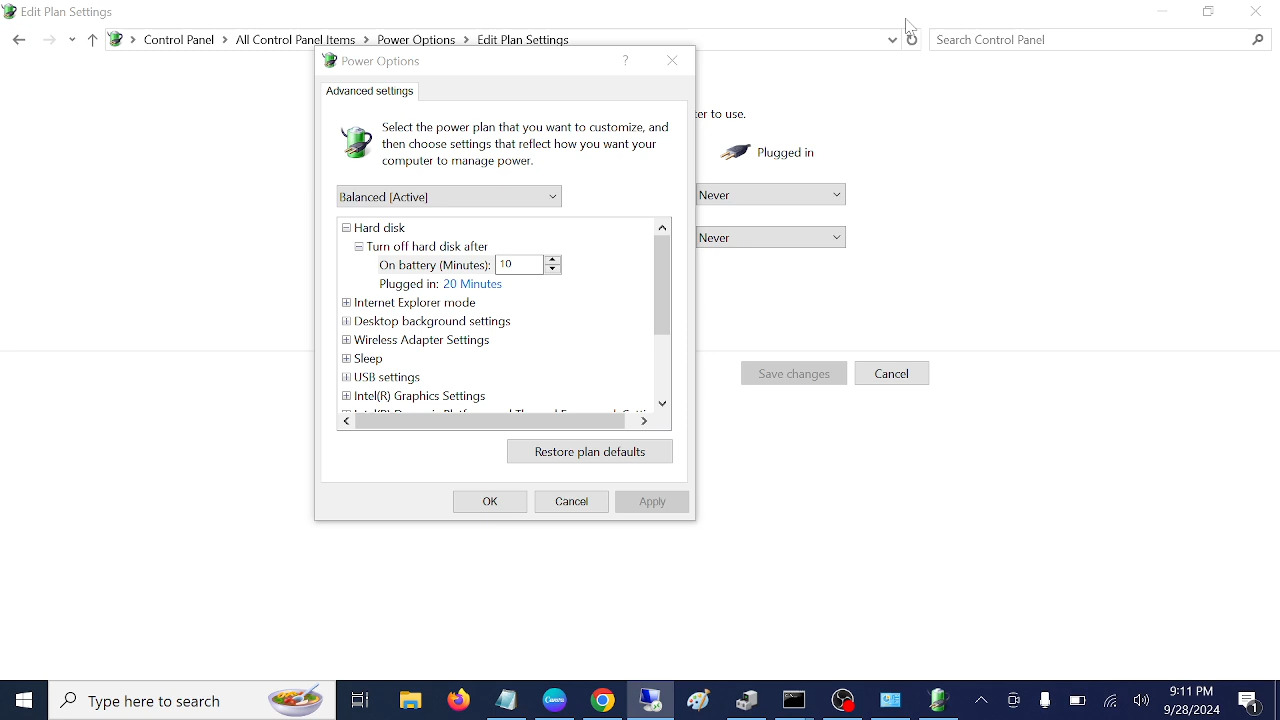 Edit Plan Settings
Control Panel > All Control Panel Items > Power Options > Edit Plan Settings
Search Control Panel
Power Options
?
Advanced settings
Select the power plan that you want to customize, and
then choose settings that reflect how you want your
computer to manage power.
ter to use.
Plugged in
Balanced [Active]
Never
Never
Hard disk
Turn off hard disk after
On battery (Minutes): 10
Plugged in: 20 Minutes
Internet Explorer mode
Desktop background settings
Wireless Adapter Settings
Sleep
USB settings
Intel(R) Graphics Settings
Save changes
Cancel
Restore plan defaults
OK
Cancel
Apply
Type here to search
Canva
9:11 PM
9/28/2024
1